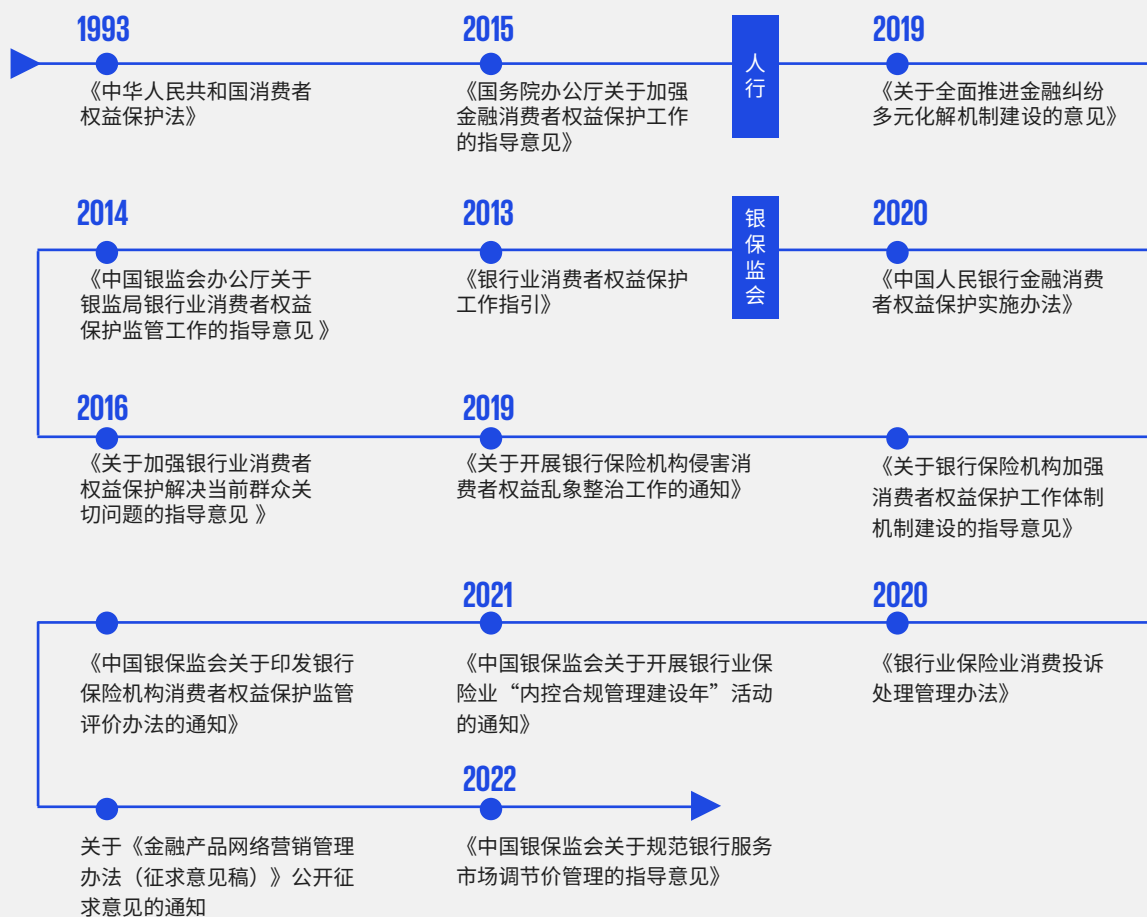 1993
《中华人民共和国消费者
权益保护法》
2015
《国务院办公厅关于加强
金融消费者权益保护工作
的指导意见》
人行
2019
《关于全面推进金融纠纷
多元化解机制建设的意见》
2014
《中国银监会办公厅关于
银监局银行业消费者权益
保护监管工作的指导意见 》
2013
《银行业消费者权益保护
工作指引》
银保监会
2020
《中国人民银行金融消费
者权益保护实施办法》
2016
《关于加强银行业消费者
权益保护解决当前群众关
切问题的指导意见 》
2019
《关于开展银行保险机构侵害消
费者权益乱象整治工作的通知》
《关于银行保险机构加强
消费者权益保护工作体制
机制建设的指导意见》
《中国银保监会关于印发银行
保险机构消费者权益保护监管
评价办法的通知》
2021
《中国银保监会关于开展银行业保
险业“内控合规管理建设年”活动
的通知》
2020
《银行业保险业消费投诉
处理管理办法》
关于《金融产品网络营销管理
办法（征求意见稿）》公开征
求意见的通知
2022
《中国银保监会关于规范银行服务
市场调节价管理的指导意见》